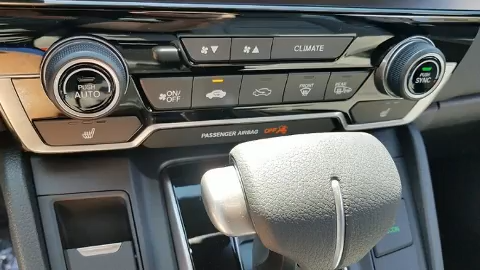 CLIMATE
PUSH
AUTO
ON/
OFF
FRONT
REAR
PUSH
SYNC
PASSENGER AIRBAG OFF